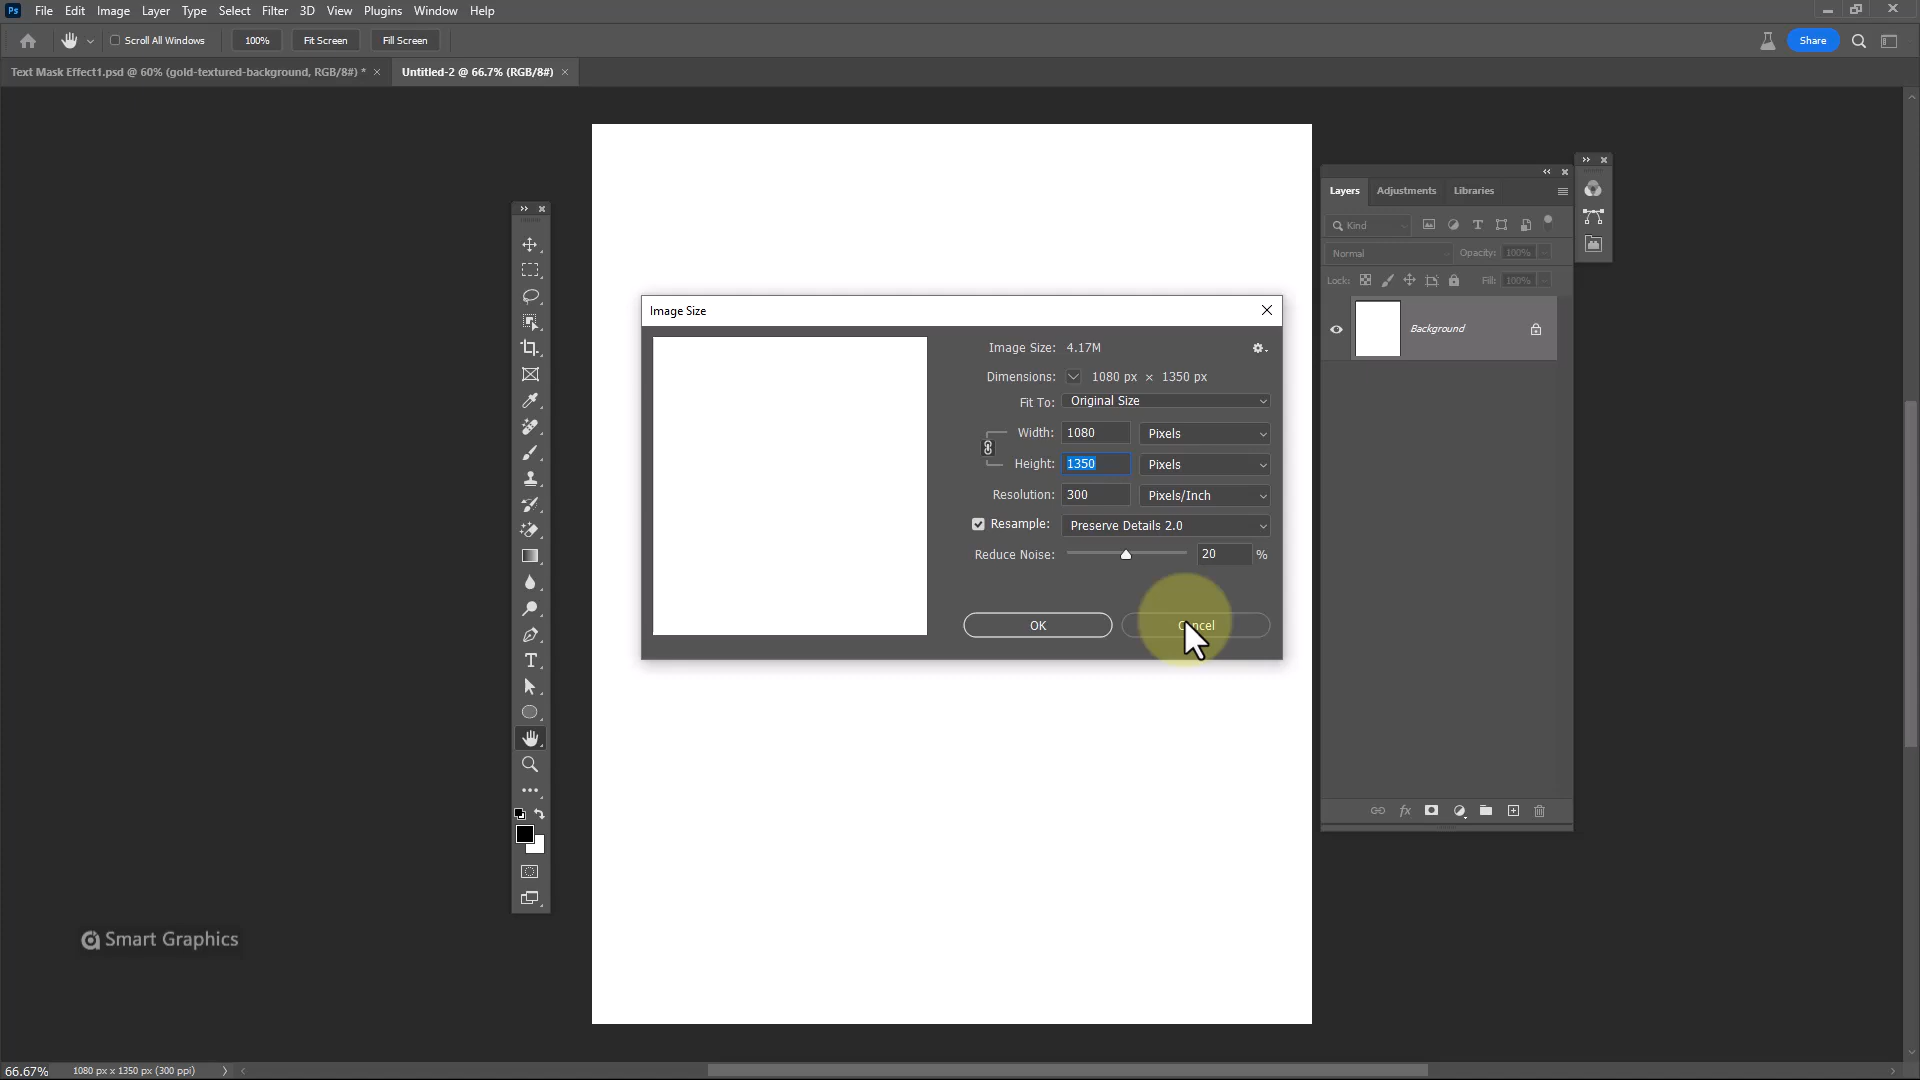 Ps File Edit Image Layer Type Select Filter 3D View Plugins Window Help
Scroll All Windows 100% Fit Screen Fill Screen Share
Text Mask Effect1.psd @ 60% (gold-textured-background, RGB/8#) * × Untitled-2 @ 66.7% (RGB/8#) ×
Layers Adjustments Libraries
Kind
Normal Opacity: 100%
Lock: Fill: 100%
Background
Image Size
Image Size: 4.17M
Dimensions: 1080 px × 1350 px
Fit To: Original Size
Width: 1080 Pixels
Height: 1350 Pixels
Resolution: 300 Pixels/Inch
Resample: Preserve Details 2.0
Reduce Noise: 20 %
OK Cancel
fx
Smart Graphics
66.67% 1080 px x 1350 px (300 ppi)